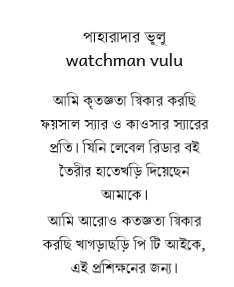 পাহারাদার ভুলু
watchman vulu
আমি কৃতজ্ঞতা স্বিকার করছি
ফয়সাল স্যার ও কাওসার স্যারের
প্রতি। যিনি লেবেল রিডার বই
তৈরীর হাতেখড়ি দিয়েছেন
আমাকে।
আমি আরোও কতজ্ঞতা স্বিকার
করছি খাগড়াছড়ি পি টি আইকে,
এই প্রশিক্ষনের জন্য।